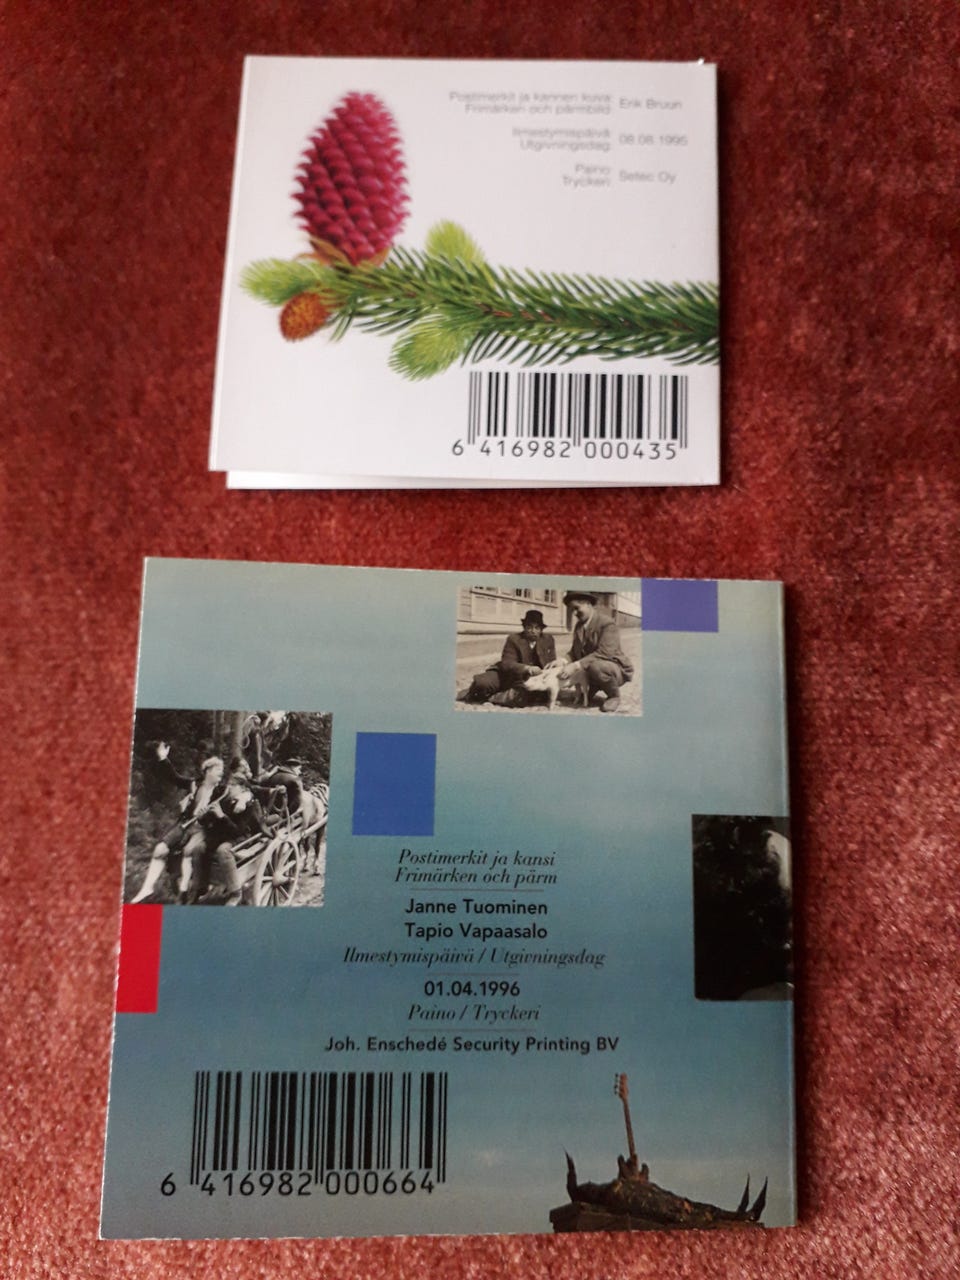 Postimerkit ja kannen kuva:
Frimärken och pärmbild: Erik Bruun
Ilmestymispäivä:
Utgivningsdag: 08.08.1995
Paino:
Tryckeri: Setec Oy
6 416982 000435
Postimerkit ja kansi
Frimärken och pärm
Janne Tuominen
Tapio Vapaasalo
Ilmestymispäivä / Utgivningsdag
01.04.1996
Paino / Tryckeri
Joh. Enschedé Security Printing BV
6 416982 000664